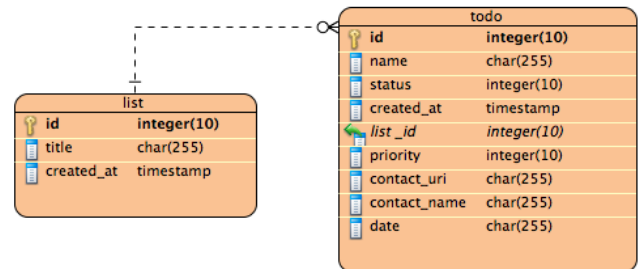 todo
id integer(10)
name char(255)
status integer(10)
created_at timestamp
list _id integer(10)
priority integer(10)
contact_uri char(255)
contact_name char(255)
date char(255)
list
id integer(10)
title char(255)
created_at timestamp